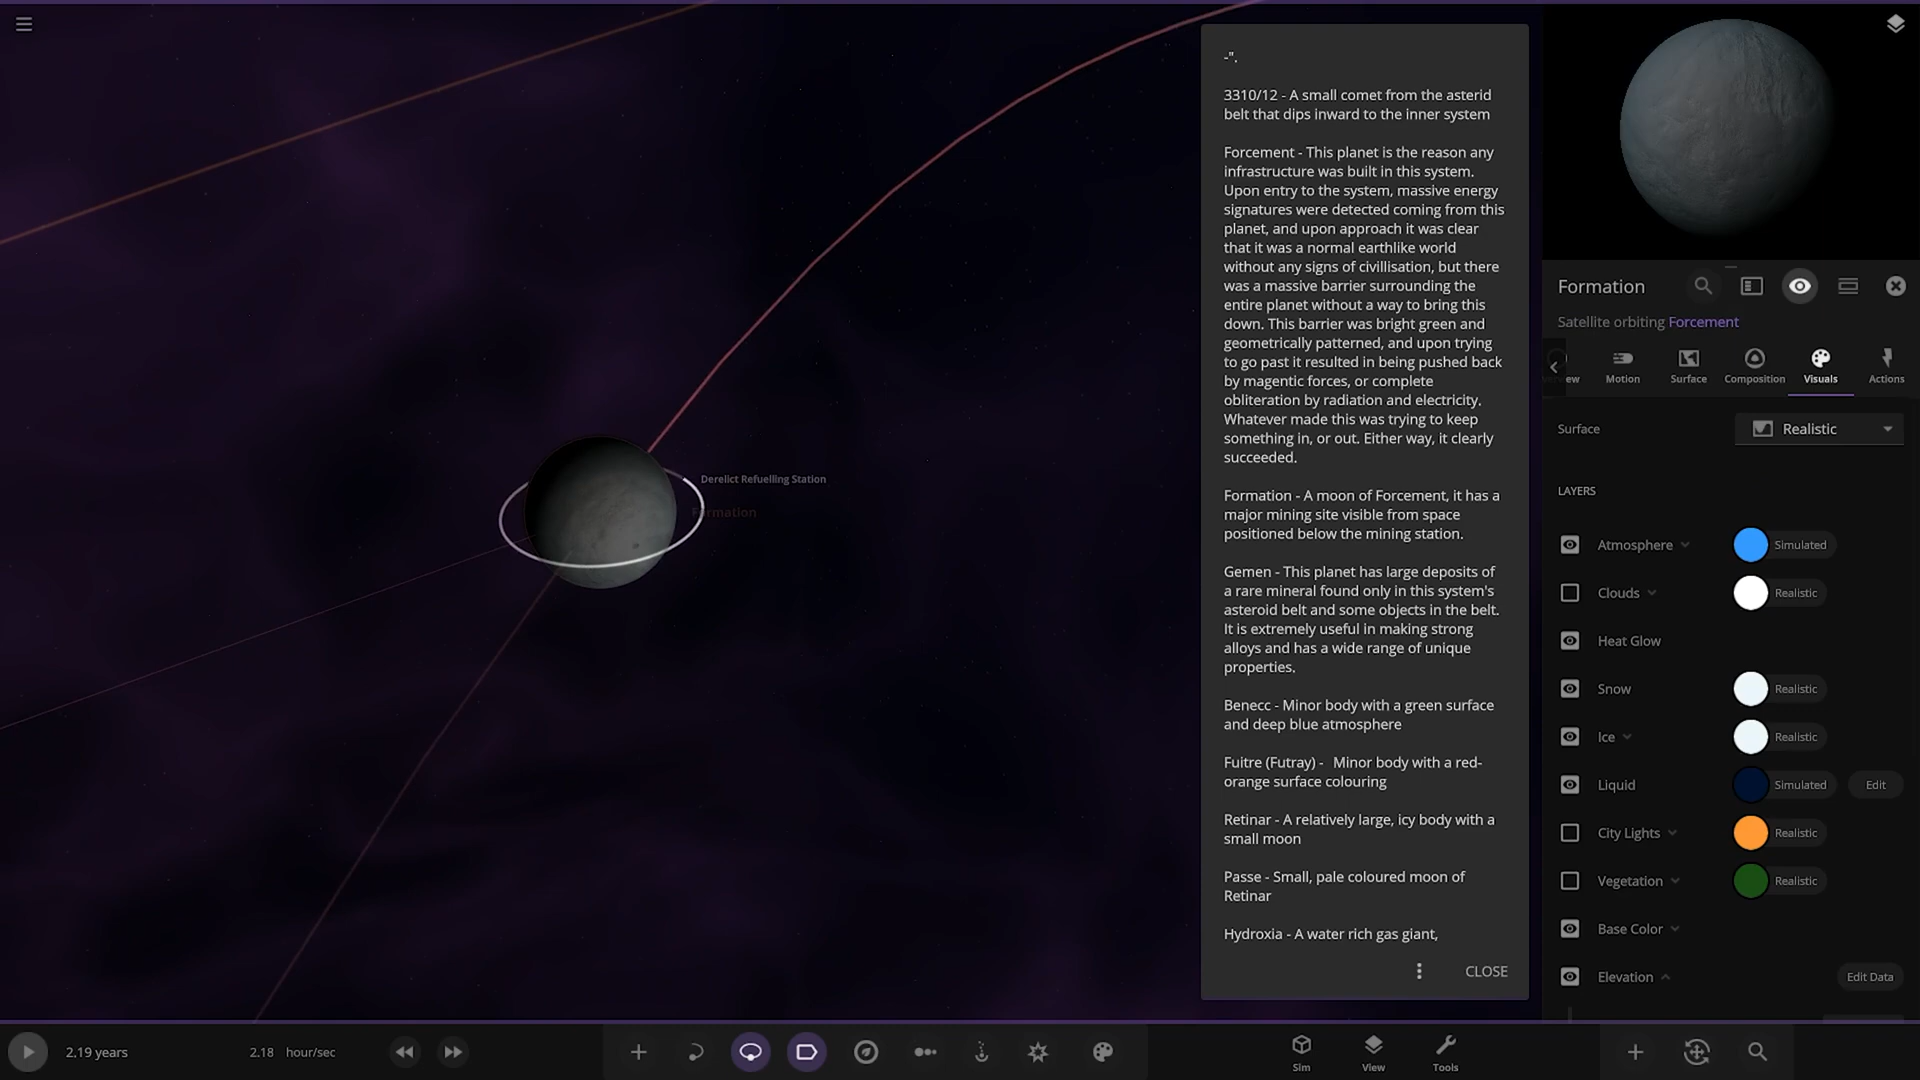 -".
3310/12 - A small comet from the asterid
belt that dips inward to the inner system
Forcement - This planet is the reason any
infrastructure was built in this system.
Upon entry to the system, massive energy
signatures were detected coming from this
planet, and upon approach it was clear
that it was a normal earthlike world
without any signs of civillisation, but there
was a massive barrier surrounding the
entire planet without a way to bring this
down. This barrier was bright green and
geometrically patterned, and upon trying
to go past it resulted in being pushed back
by magentic forces, or complete
obliteration by radiation and electricity.
Whatever made this was trying to keep
something in, or out. Either way, it clearly
succeeded.
Formation - A moon of Forcement, it has a
major mining site visible from space
positioned below the mining station.
Gemen - This planet has large deposits of
a rare mineral found only in this system's
asteroid belt and some objects in the belt.
It is extremely useful in making strong
alloys and has a wide range of unique
properties.
Benecc - Minor body with a green surface
and deep blue atmosphere
Fuitre (Futray) - Minor body with a red-
orange surface colouring
Retinar - A relatively large, icy body with a
small moon
Passe - Small, pale coloured moon of
Retinar
Hydroxia - A water rich gas giant,
CLOSE
Derelict Refuelling Station
Formation
Formation
Satellite orbiting Forcement
Motion
Surface
Composition
Visuals
Actions
Surface
Realistic
LAYERS
Atmosphere
Simulated
Clouds
Realistic
Heat Glow
Snow
Realistic
Ice
Realistic
Liquid
Simulated
Edit
City Lights
Realistic
Vegetation
Realistic
Base Color
Elevation
Edit Data
2.19 years
2.18 hour/sec
Sim
View
Tools